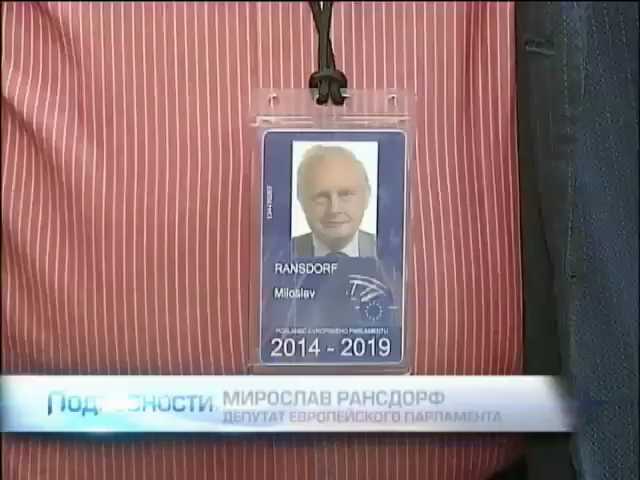 RANSDORF
Miloslav
POSLANEC EVROPSKÉHO PARLAMENTU
2014 - 2019
Подробности
МИРОСЛАВ РАНСДОРФ
ДЕПУТАТ ЕВРОПЕЙСКОГО ПАРЛАМЕНТА